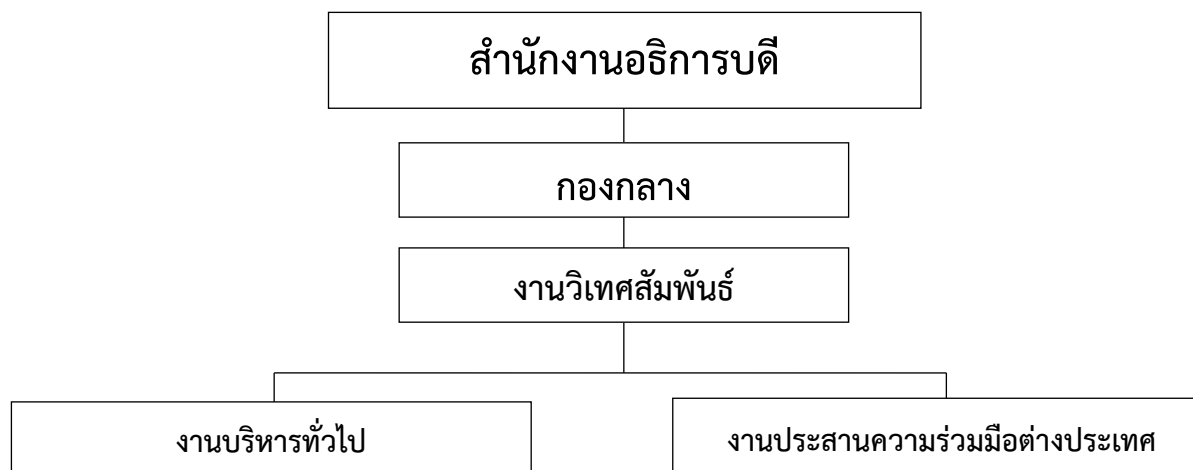 สำนักงานอธิการบดี
กองกลาง
งานวิเทศสัมพันธ์
งานบริหารทั่วไป
งานประสานความร่วมมือต่างประเทศ